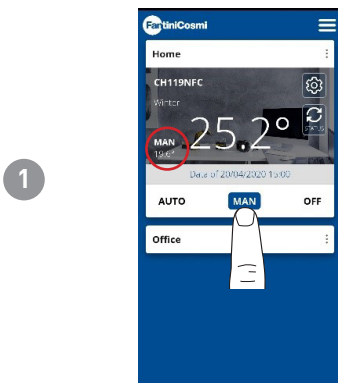 1
FantiniCosmi
Home
CH119NFC
Winter
MAN
19.6°
25.2°
STATUS
Data of 20/04/2020 15:00
AUTO MAN OFF
Office